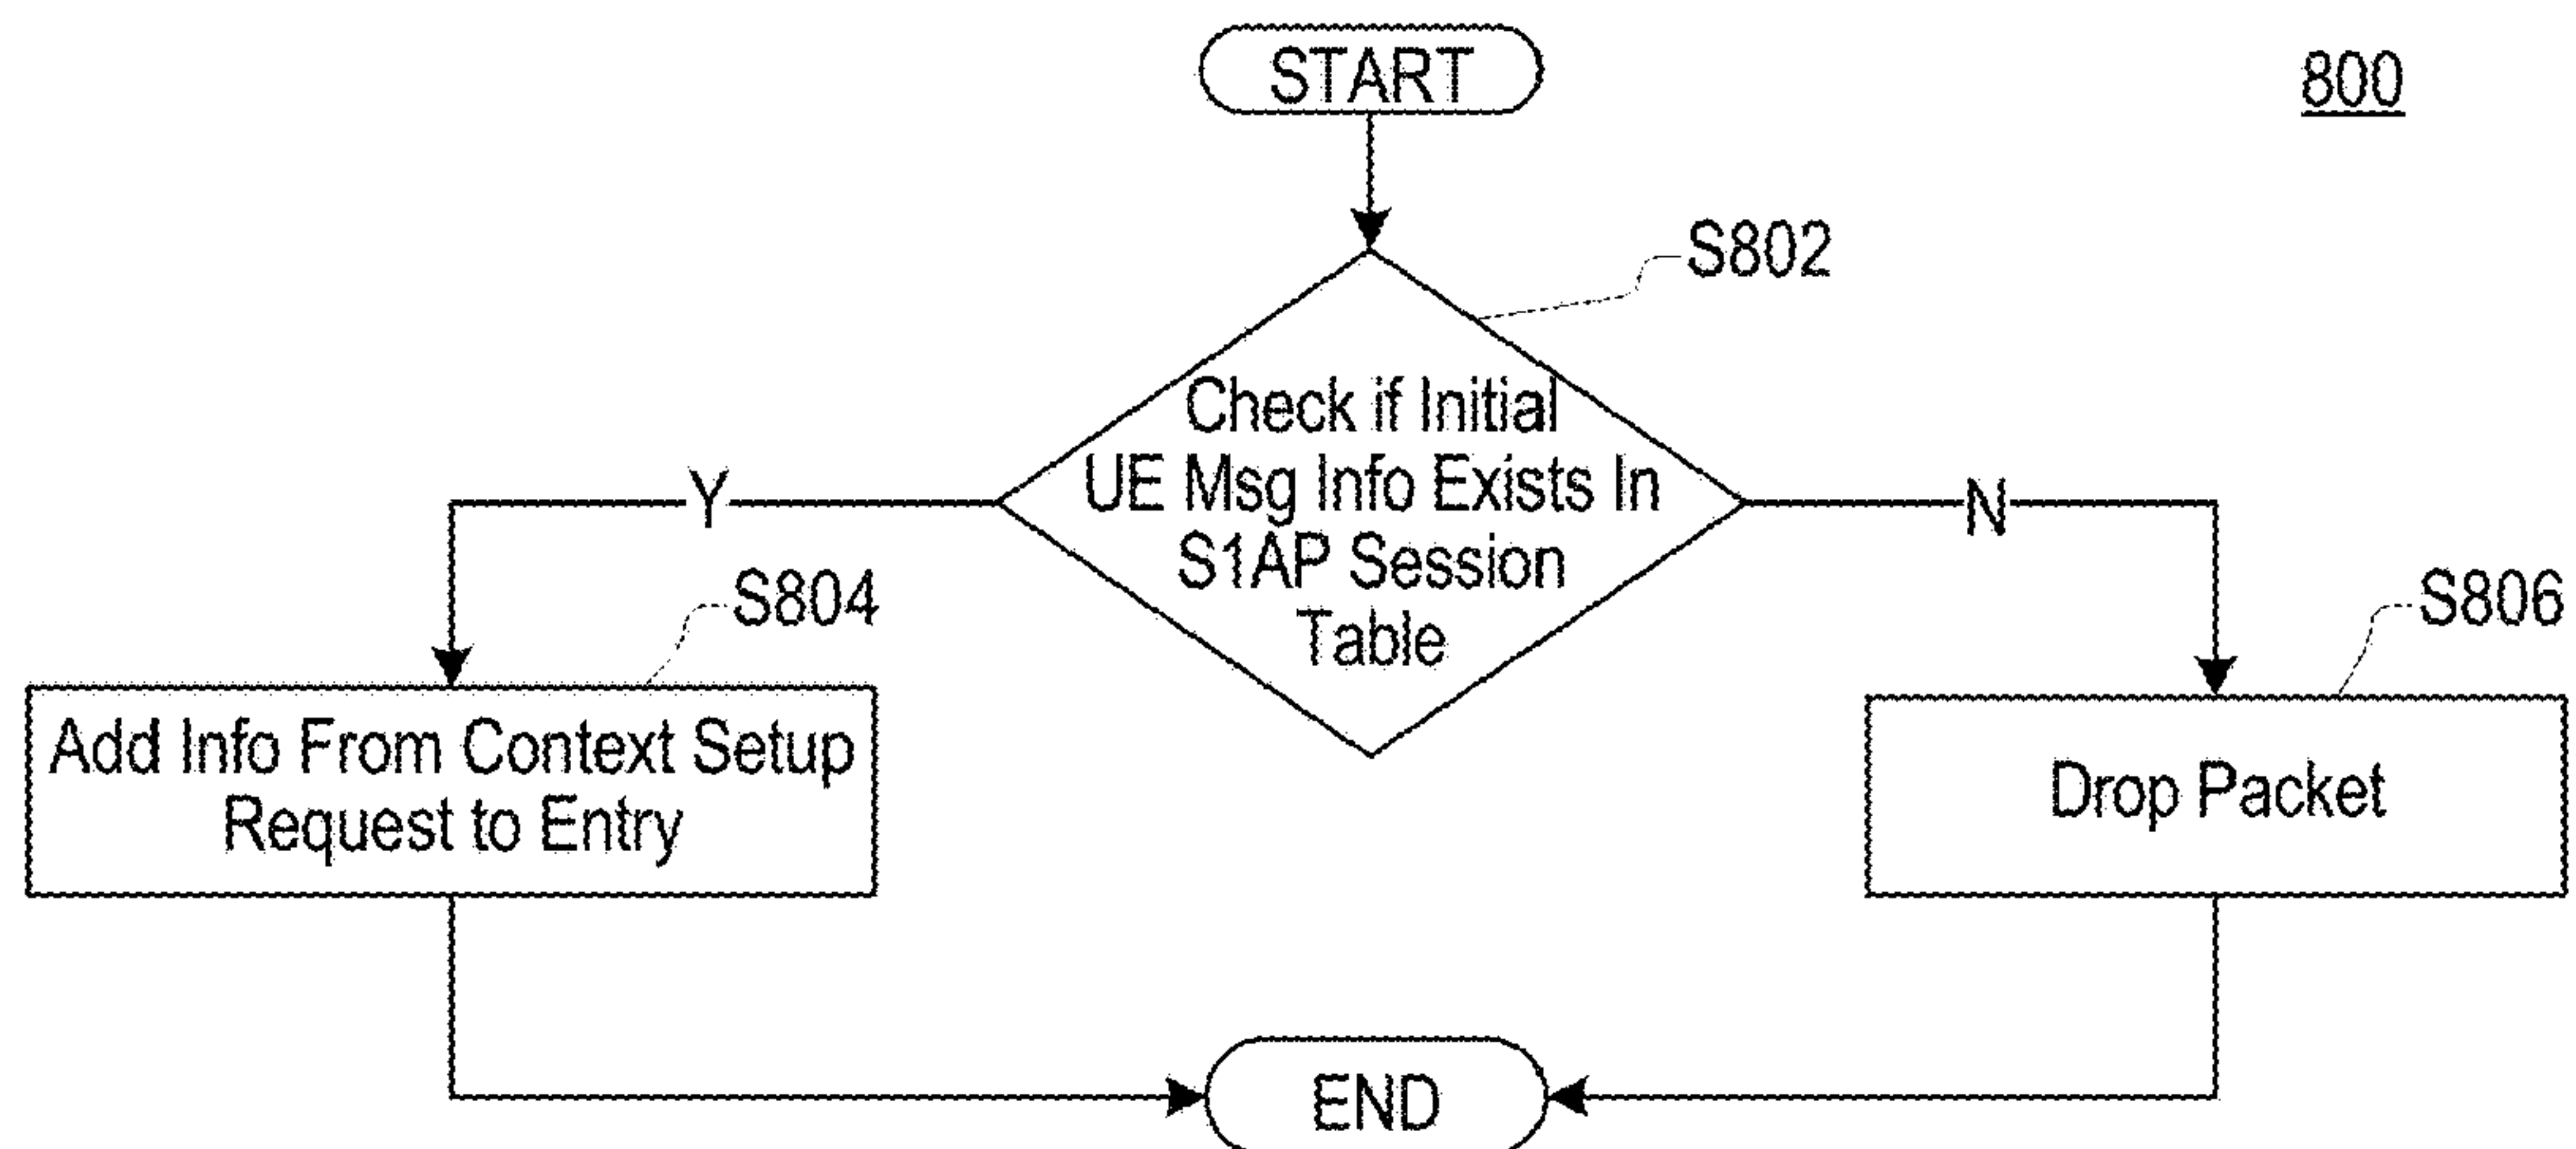 START
800
S802
Check if Initial
UE Msg Info Exists In
S1AP Session
Table
Y
N
S804
S806
Add Info From Context Setup
Request to Entry
Drop Packet
END